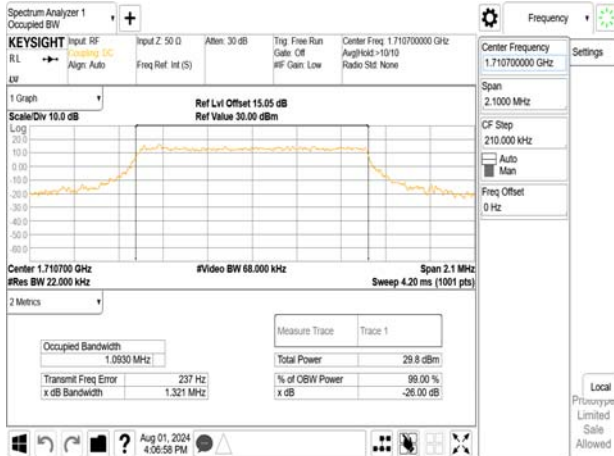 Spectrum Analyzer 1
Occupied BW
+
Frequency
KEYSIGHT
RL
Input: RF
Coupling: DC
Align: Auto
Input Z: 50 Ω
Freq Ref: Int (S)
Atten: 30 dB
Trig: Free Run
Gate: Off
#IF Gain: Low
Center Freq: 1.710700000 GHz
Avg|Hold:>10/10
Radio Std: None
Center Frequency
1.710700000 GHz
Settings
Span
2.1000 MHz
CF Step
210.000 kHz
Auto
Man
Freq Offset
0 Hz
1 Graph
Scale/Div 10.0 dB
Ref Lvl Offset 15.05 dB
Ref Value 30.00 dBm
Log
20.0
10.0
0.00
-10.0
-20.0
-30.0
-40.0
-50.0
-60.0
Center 1.710700 GHz
#Res BW 22.000 kHz
#Video BW 68.000 kHz
Span 2.1 MHz
Sweep 4.20 ms (1001 pts)
2 Metrics
Measure Trace
Trace 1
Occupied Bandwidth
1.0930 MHz
Total Power
29.8 dBm
Transmit Freq Error
237 Hz
% of OBW Power
99.00 %
x dB Bandwidth
1.321 MHz
x dB
-26.00 dB
Local
Prototype
Limited
Sale
Allowed
?
Aug 01, 2024
4:06:58 PM